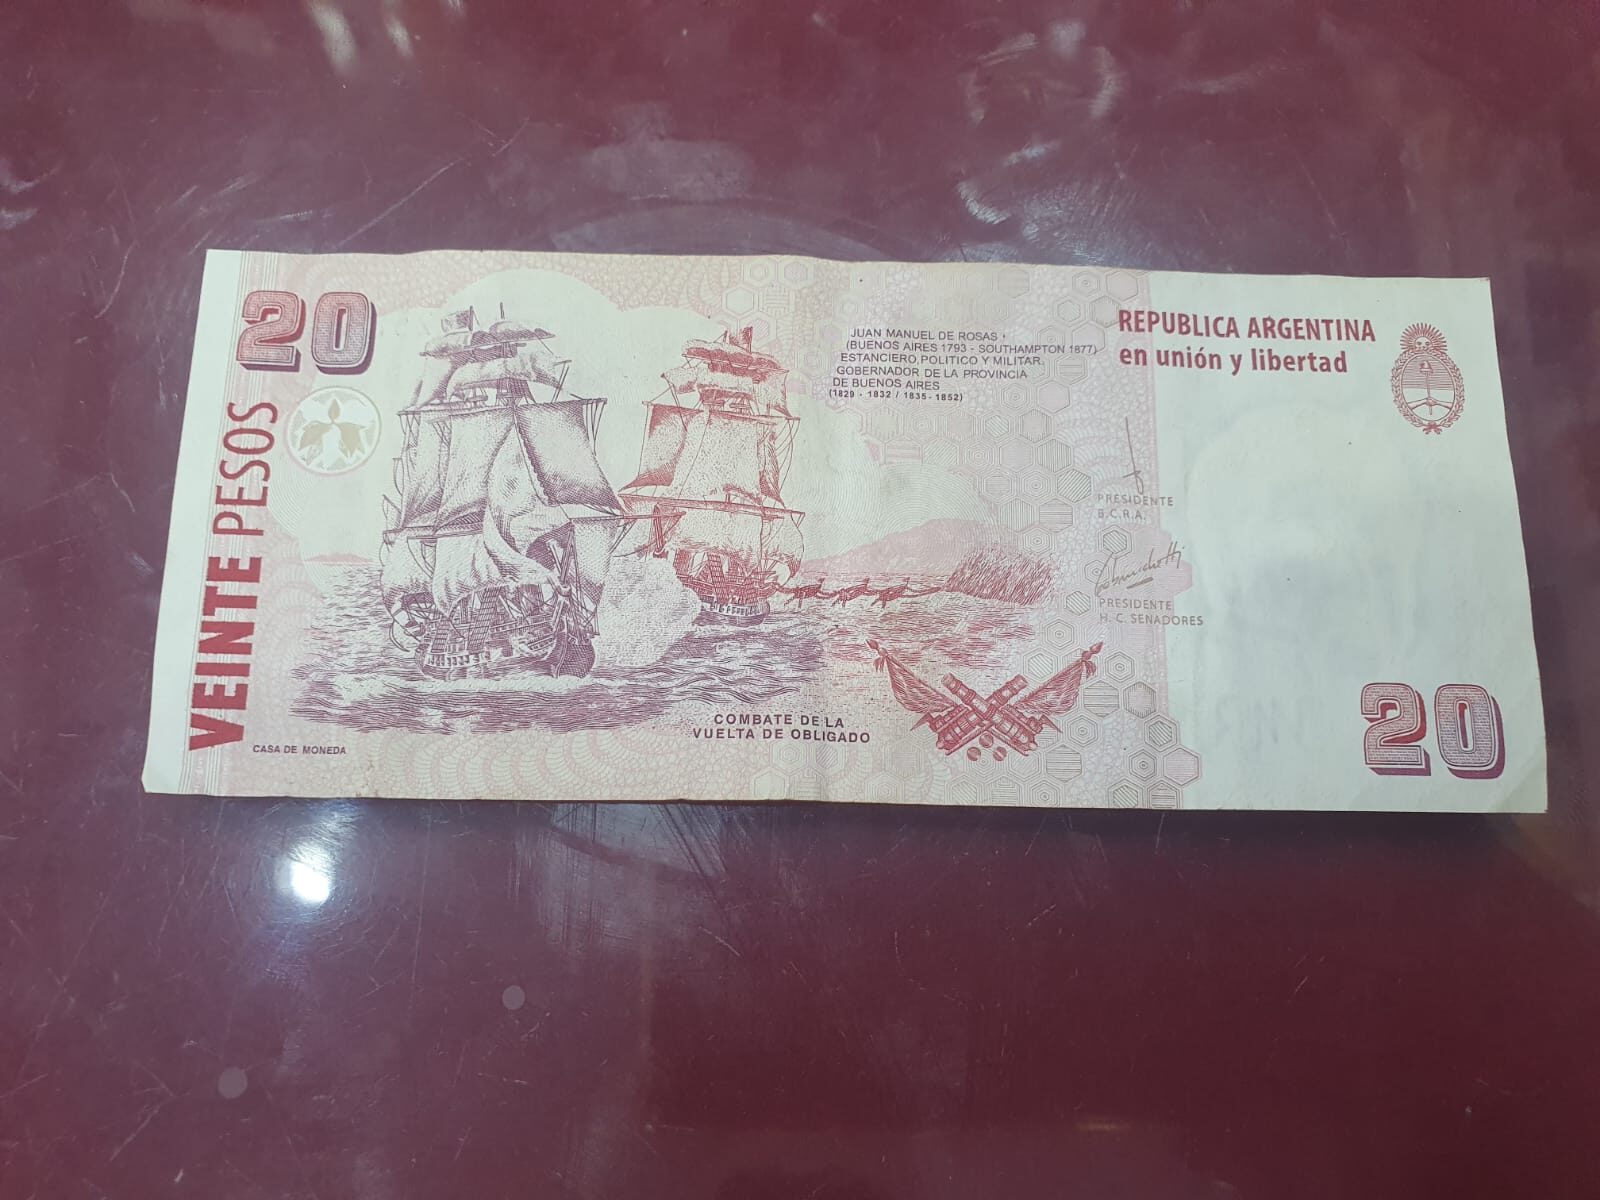 20
VEINTE PESOS
CASA DE MONEDA
JUAN MANUEL DE ROSAS
(BUENOS AIRES 1793 - SOUTHAMPTON 1877)
ESTANCIERO, POLITICO Y MILITAR.
GOBERNADOR DE LA PROVINCIA
DE BUENOS AIRES
(1829 - 1832 / 1835 - 1852)
COMBATE DE LA
VUELTA DE OBLIGADO
REPUBLICA ARGENTINA
en unión y libertad
PRESIDENTE
B.C.R.A.
PRESIDENTE
H. C. SENADORES
20